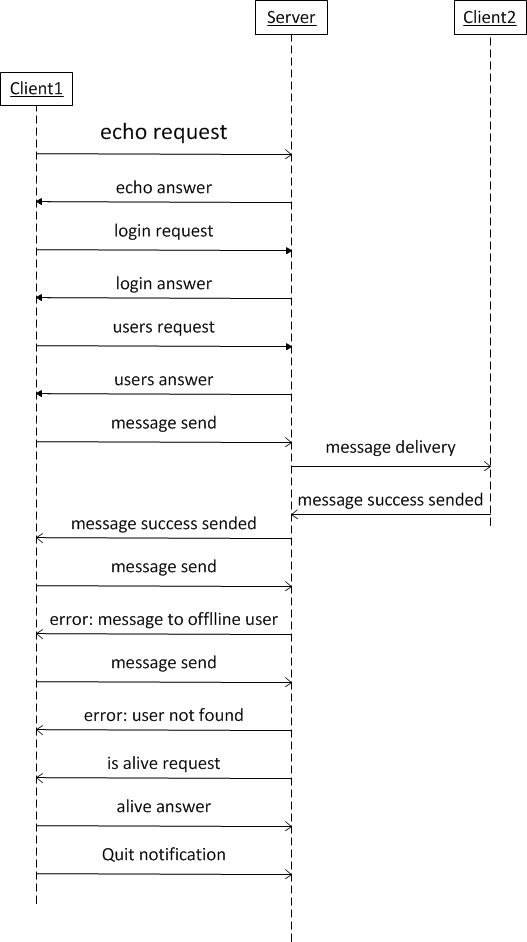 Server
Client2
Client1
echo request
echo answer
login request
login answer
users request
users answer
message send
message delivery
message success sended
message success sended
message send
error: message to offlline user
message send
error: user not found
is alive request
alive answer
Quit notification